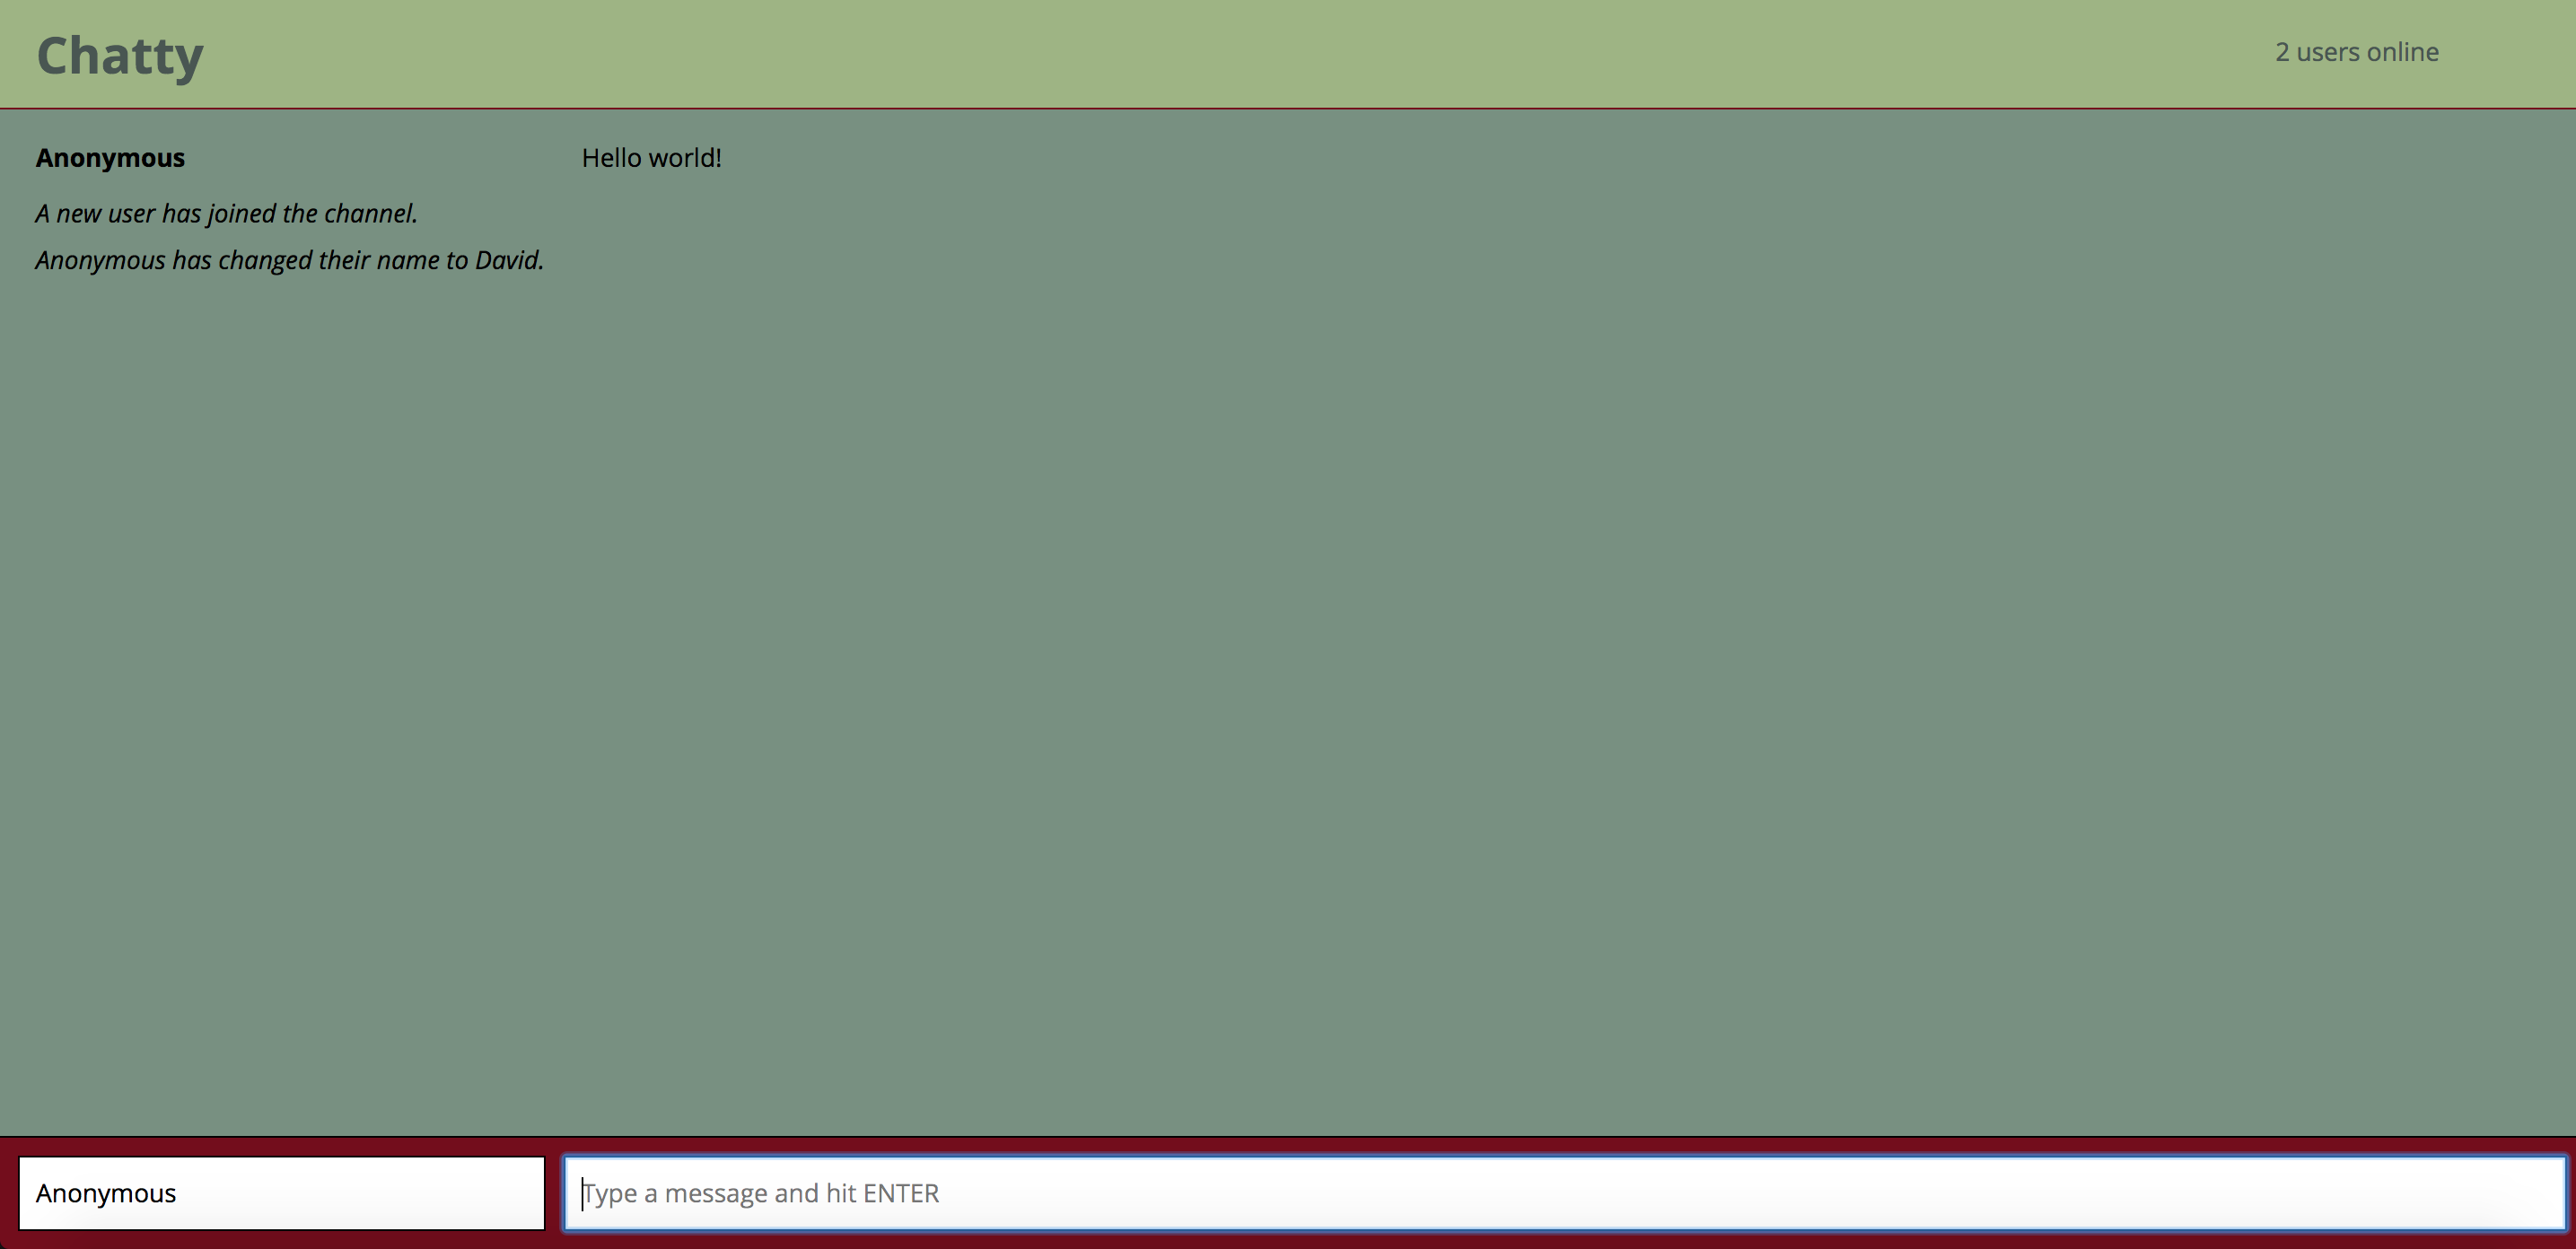 Chatty
2 users online
Anonymous Hello world!
A new user has joined the channel.
Anonymous has changed their name to David.
Anonymous
Type a message and hit ENTER